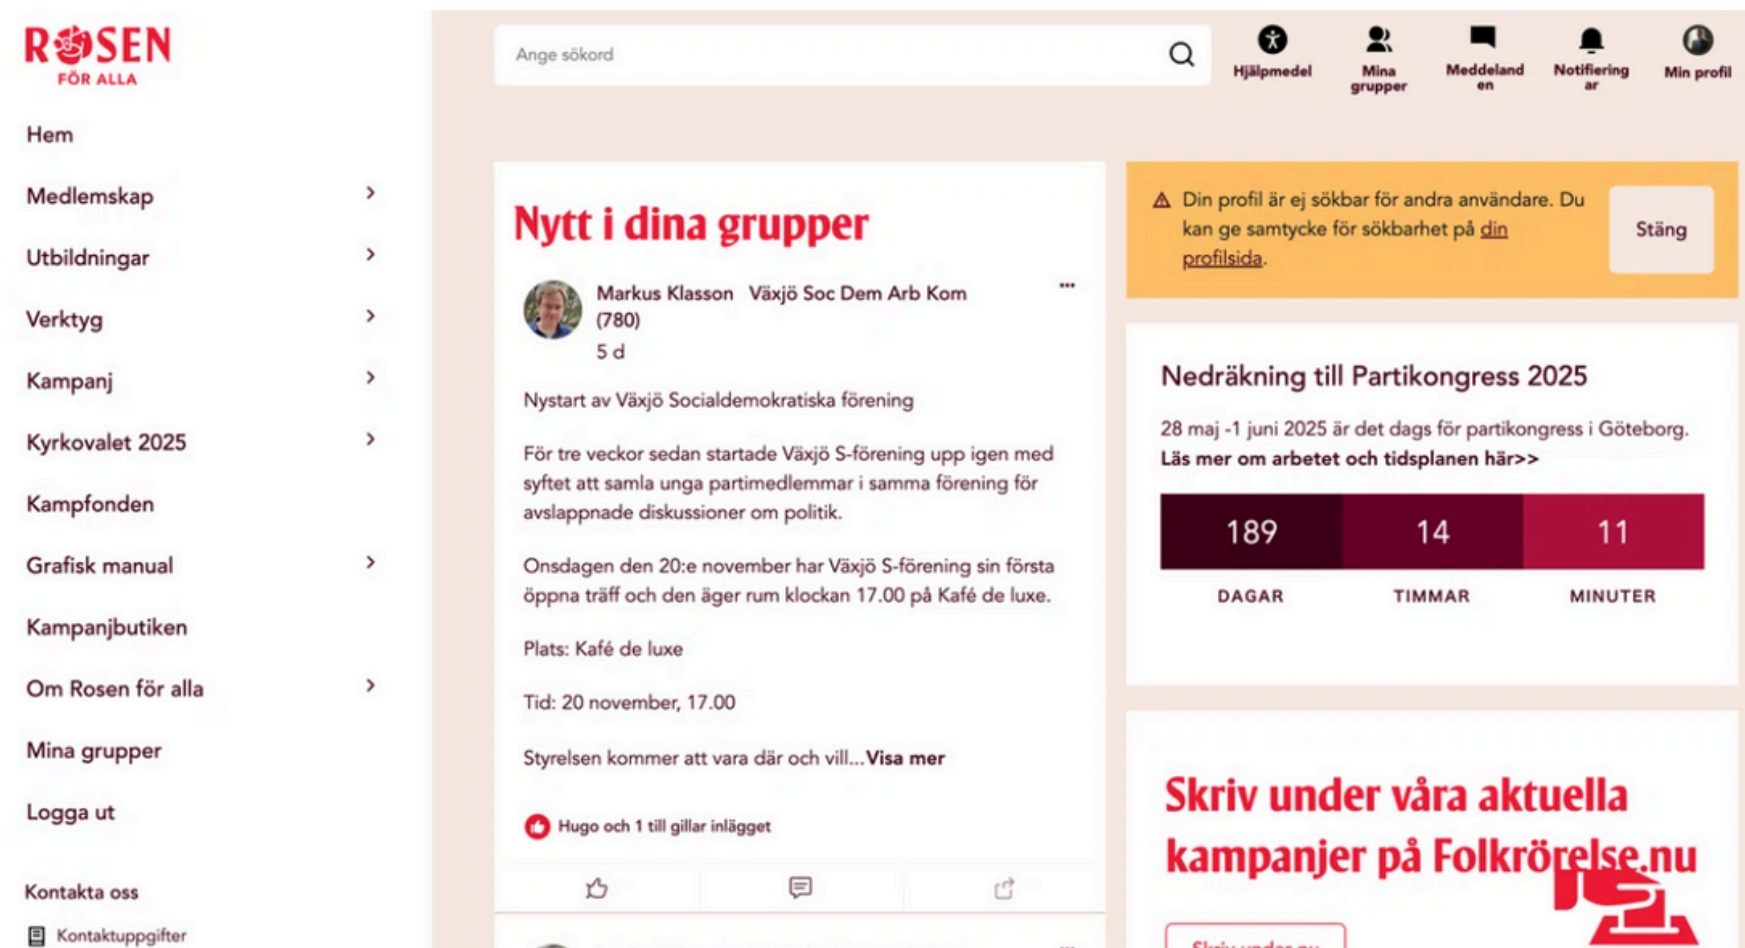 ROSEN
FÖR ALLA
Hem
Medlemskap
Utbildningar
Verktyg
Kampanj
Kyrkovalet 2025
Kampfonden
Grafisk manual
Kampanjbutiken
Om Rosen för alla
Mina grupper
Logga ut
Kontakta oss
Kontaktuppgifter
Ange sökord
Hjälpmedel
Mina
grupper
Meddeland
en
Notifiering
ar
Min profil
Nytt i dina grupper
Markus Klasson Växjö Soc Dem Arb Kom
(780)
5 d
Nystart av Växjö Socialdemokratiska förening
För tre veckor sedan startade Växjö S-förening upp igen med
syftet att samla unga partimedlemmar i samma förening för
avslappnade diskussioner om politik.
Onsdagen den 20:e november har Växjö S-förening sin första
öppna träff och den äger rum klockan 17.00 på Kafé de luxe.
Plats: Kafé de luxe
Tid: 20 november, 17.00
Styrelsen kommer att vara där och vill...Visa mer
Hugo och 1 till gillar inlägget
Din profil är ej sökbar för andra användare. Du
kan ge samtycke för sökbarhet på din
profilsida.
Stäng
Nedräkning till Partikongress 2025
28 maj -1 juni 2025 är det dags för partikongress i Göteborg.
Läs mer om arbetet och tidsplanen här>>
189 14 11
DAGAR TIMMAR MINUTER
Skriv under våra aktuella
kampanjer på Folkrörelse.nu
Skriv under nu